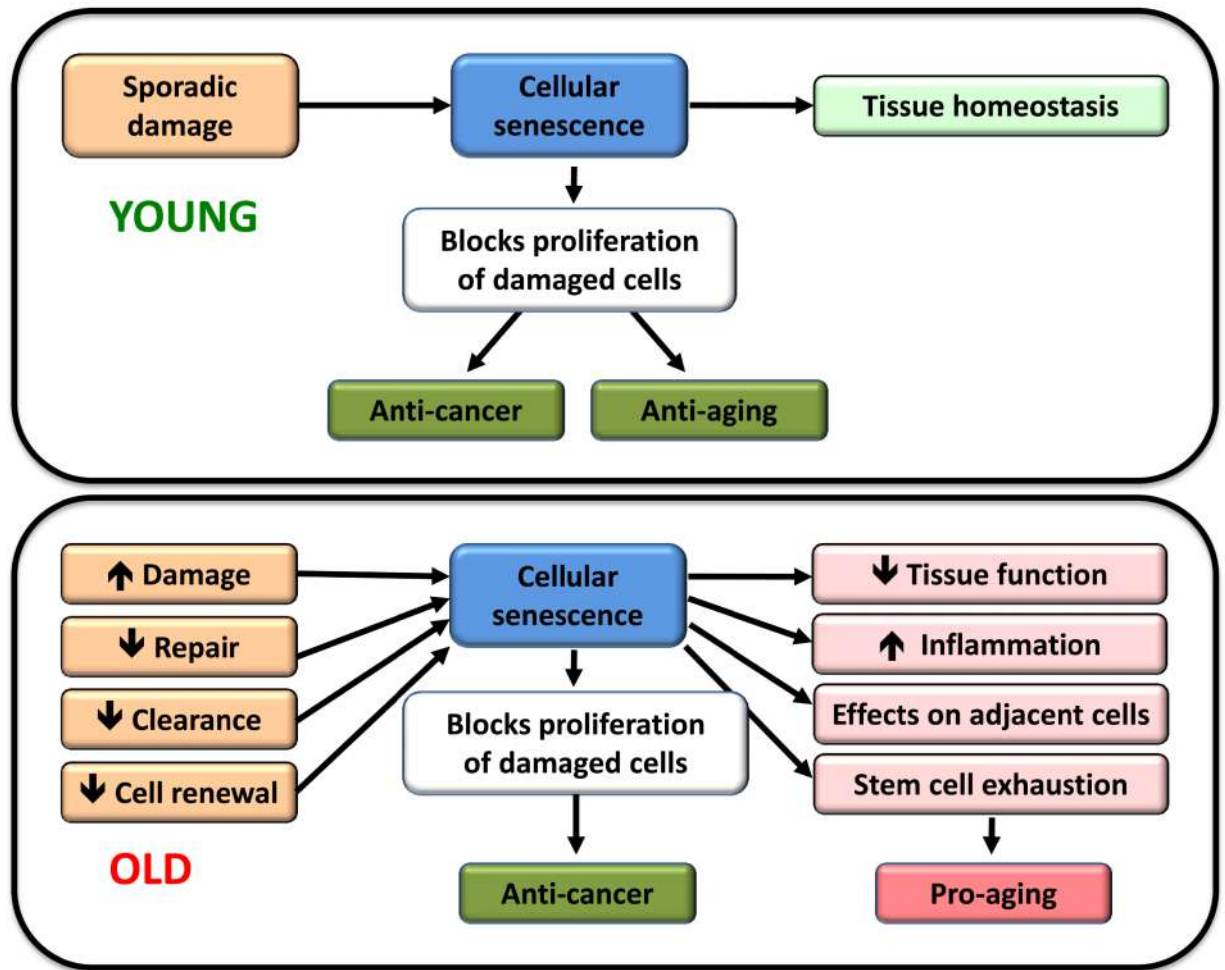 Sporadic
damage
Cellular
senescence
Tissue homeostasis
YOUNG
Blocks proliferation
of damaged cells
Anti-cancer
Anti-aging
↑ Damage
↓ Repair
↓ Clearance
↓ Cell renewal
OLD
Cellular
senescence
Blocks proliferation
of damaged cells
Anti-cancer
↓ Tissue function
↑ Inflammation
Effects on adjacent cells
Stem cell exhaustion
Pro-aging